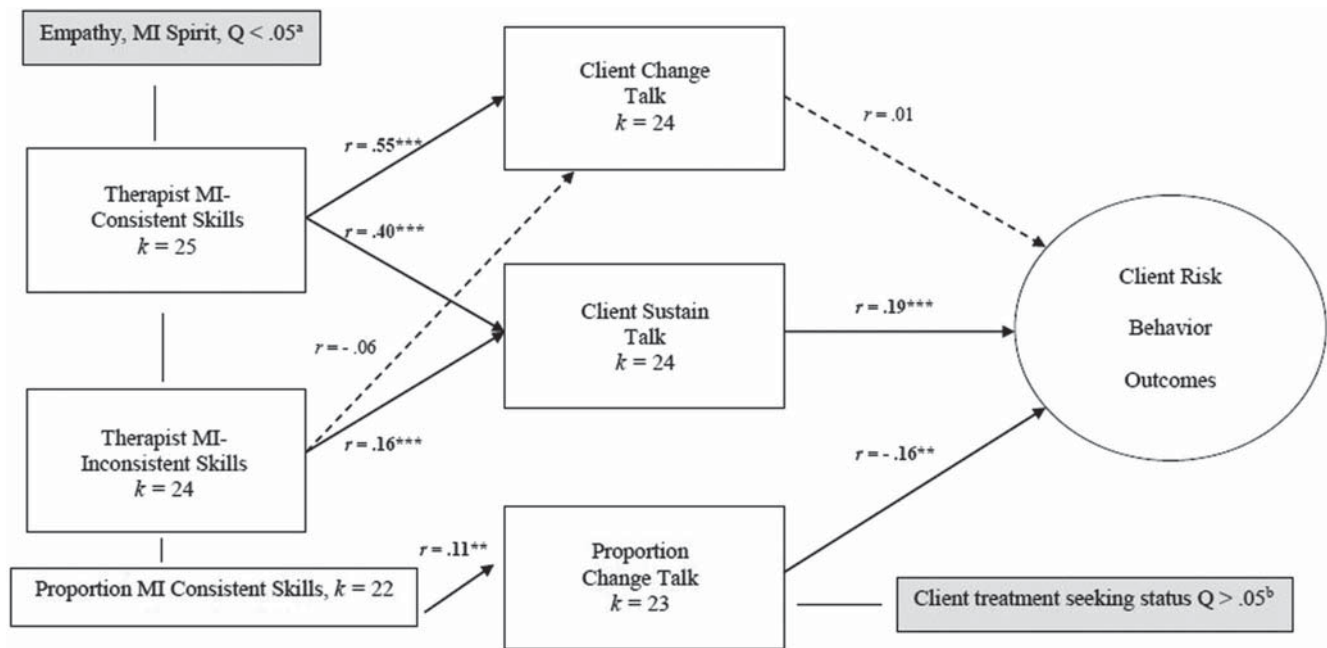 Empathy, MI Spirit, Q < .05ᵃ
Client Change
Talk
k = 24
r = .01
r = .55***
Therapist MI-
Consistent Skills
k = 25
r = .40***
Client Risk
Behavior
Outcomes
Client Sustain
Talk
k = 24
r = .19***
r = - .06
Therapist MI-
Inconsistent Skills
k = 24
r = .16***
r = - .16**
r = .11**
Proportion
Change Talk
k = 23
Proportion MI Consistent Skills, k = 22
Client treatment seeking status Q > .05ᵇ